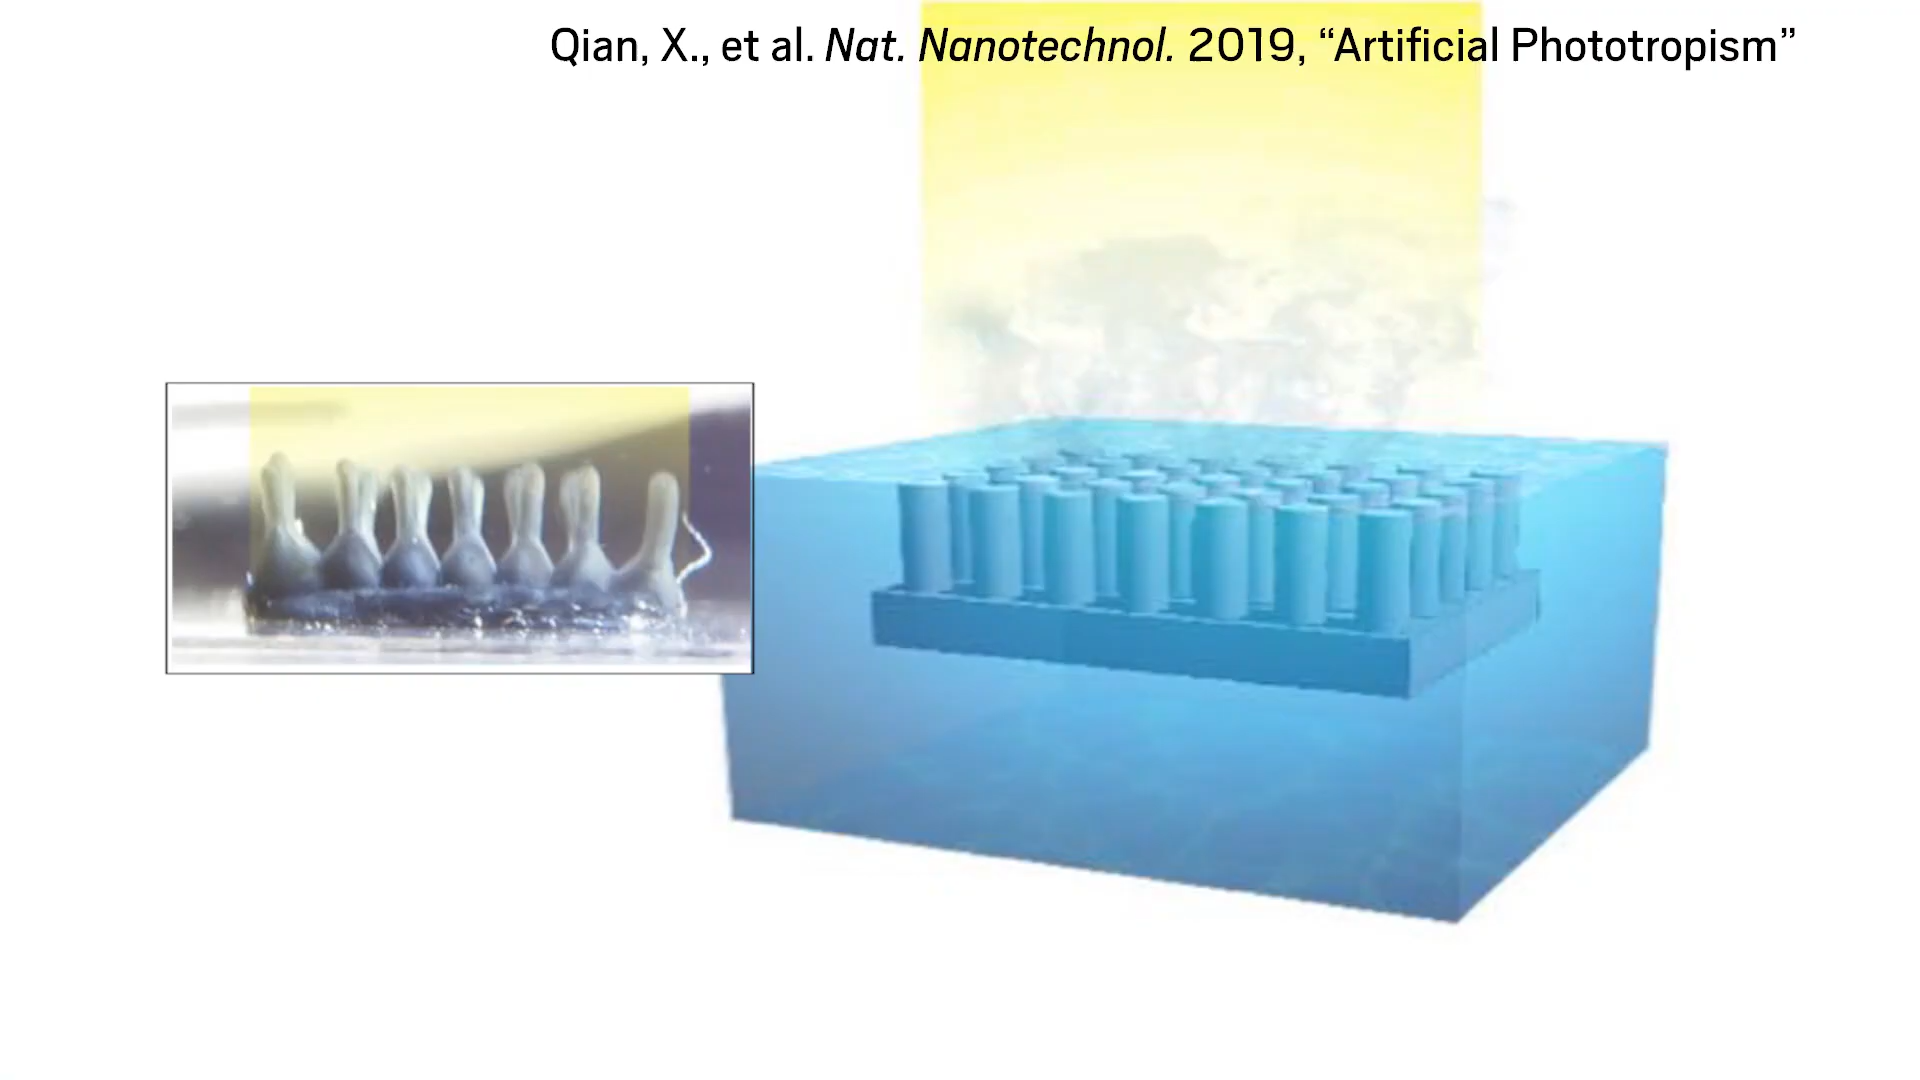 Qian, X., et al. Nat. Nanotechnol. 2019, “Artificial Phototropism”